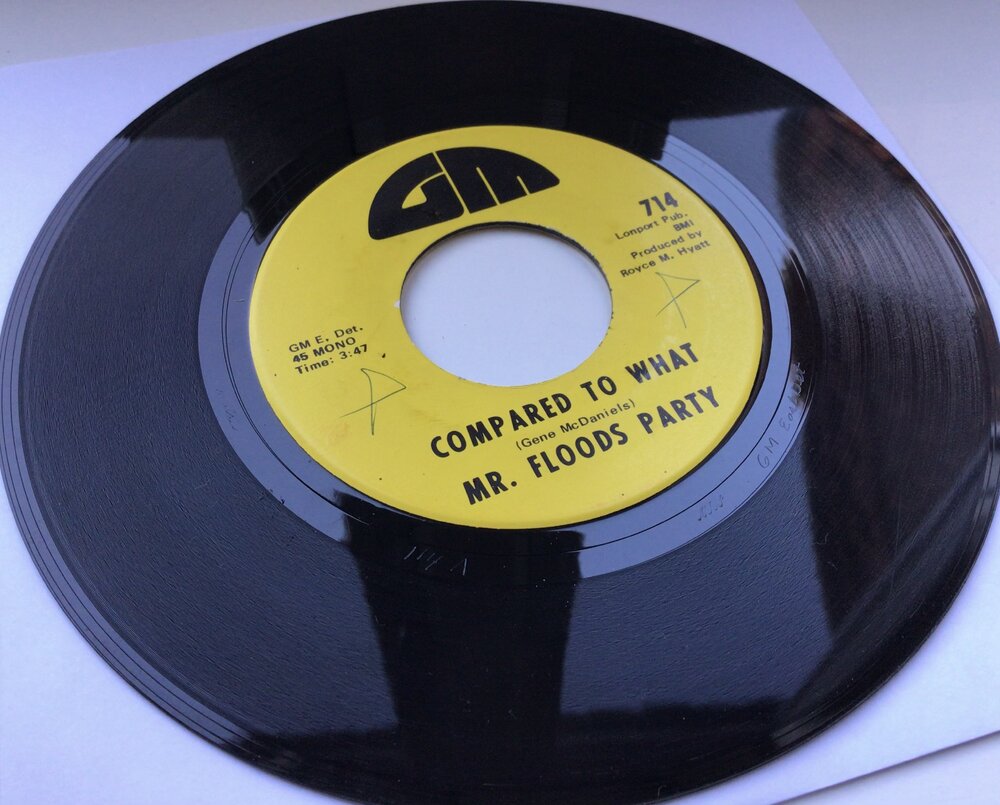 GM
714
Lonport Pub.
BMI
Produced by
Royce M. Hyatt
GM E. Det.
45 MONO
Time: 3:47
COMPARED TO WHAT
(Gene McDaniels)
MR. FLOODS PARTY
GM